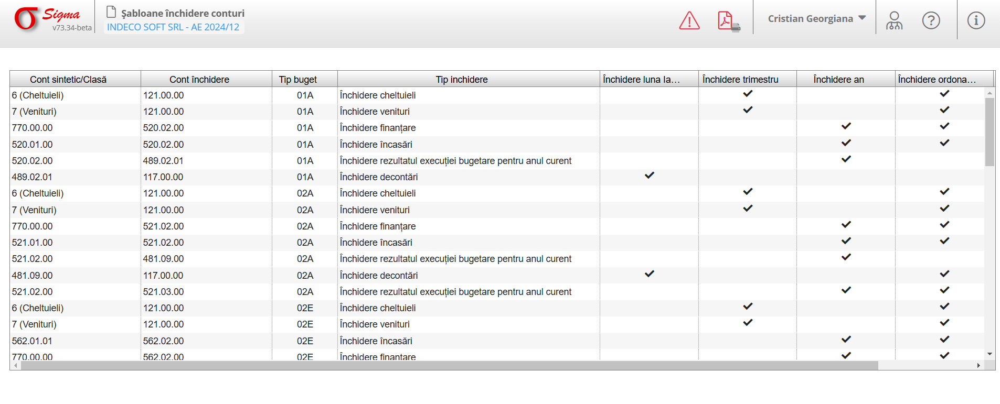 σ Sigma
v73.34-beta
Şabloane închidere conturi
INDECO SOFT SRL - AE 2024/12
Cristian Georgiana
Cont sintetic/Clasă Cont închidere Tip buget Tip inchidere Închidere luna la… Închidere trimestru Închidere an Închidere ordona…
6 (Cheltuieli) 121.00.00 01A Închidere cheltuieli ✔ ✔
7 (Venituri) 121.00.00 01A Închidere venituri ✔ ✔
770.00.00 520.02.00 01A Închidere finanțare ✔ ✔
520.01.00 520.02.00 01A Închidere încasări ✔ ✔
520.02.00 489.02.01 01A Închidere rezultatul execuției bugetare pentru anul curent ✔
489.02.01 117.00.00 01A Închidere decontări ✔
6 (Cheltuieli) 121.00.00 02A Închidere cheltuieli ✔ ✔
7 (Venituri) 121.00.00 02A Închidere venituri ✔ ✔
770.00.00 521.02.00 02A Închidere finanțare ✔ ✔
521.01.00 521.02.00 02A Închidere încasări ✔ ✔
521.02.00 481.09.00 02A Închidere rezultatul execuției bugetare pentru anul curent ✔
481.09.00 117.00.00 02A Închidere decontări ✔ ✔
521.02.00 521.03.00 02A Închidere rezultatul execuției bugetare pentru anul curent ✔ ✔
6 (Cheltuieli) 121.00.00 02E Închidere cheltuieli ✔ ✔
7 (Venituri) 121.00.00 02E Închidere venituri ✔ ✔
562.01.01 562.02.00 02E Închidere încasări ✔ ✔
770.00.00 562.02.00 02E Închidere finanțare ✔ ✔